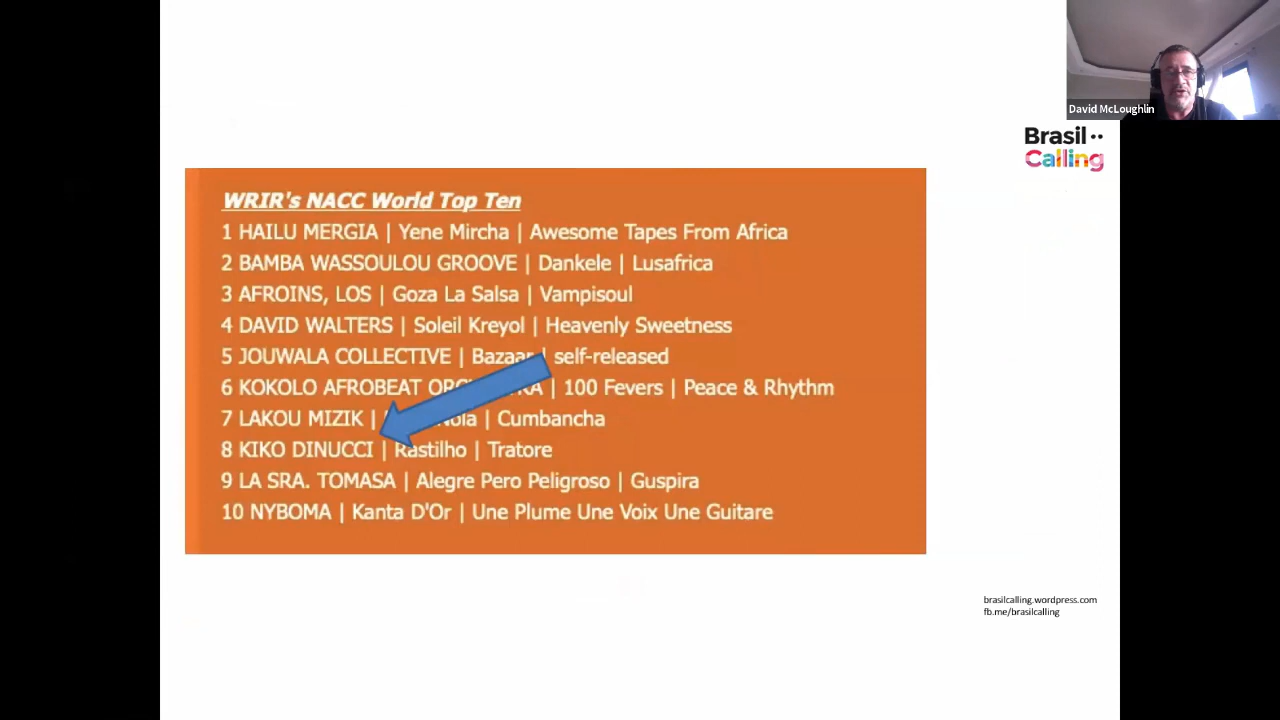 David McLoughlin
Brasil
Calling
WRIR's NACC World Top Ten
1 HAILU MERGIA | Yene Mircha | Awesome Tapes From Africa
2 BAMBA WASSOULOU GROOVE | Dankele | Lusafrica
3 AFROINS, LOS | Goza La Salsa | Vampisoul
4 DAVID WALTERS | Soleil Kreyol | Heavenly Sweetness
5 JOUWALA COLLECTIVE | Bazaar | self-released
6 KOKOLO AFROBEAT | 100 Fevers | Peace & Rhythm
7 LAKOU MIZIK | | Cumbancha
8 KIKO DINUCCI | Rastilho | Tratore
9 LA SRA. TOMASA | Alegre Pero Peligroso | Guspira
10 NYBOMA | Kanta D'Or | Une Plume Une Voix Une Guitare
brasilcalling.wordpress.com
fb.me/brasilcalling